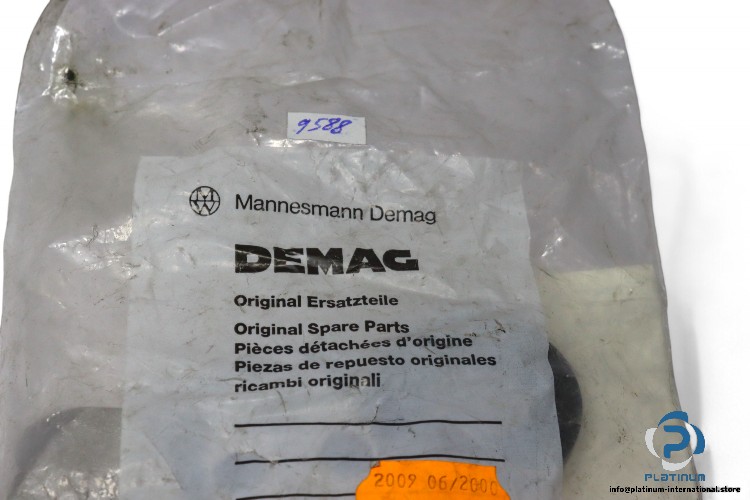 9588
Mannesmann Demag
DEMAG
Original Ersatzteile
Original Spare Parts
Pièces détachées d'origine
Piezas de repuesto originales
ricambi originali
2009 06/2000
PLATINUM
info@platinum-international.store